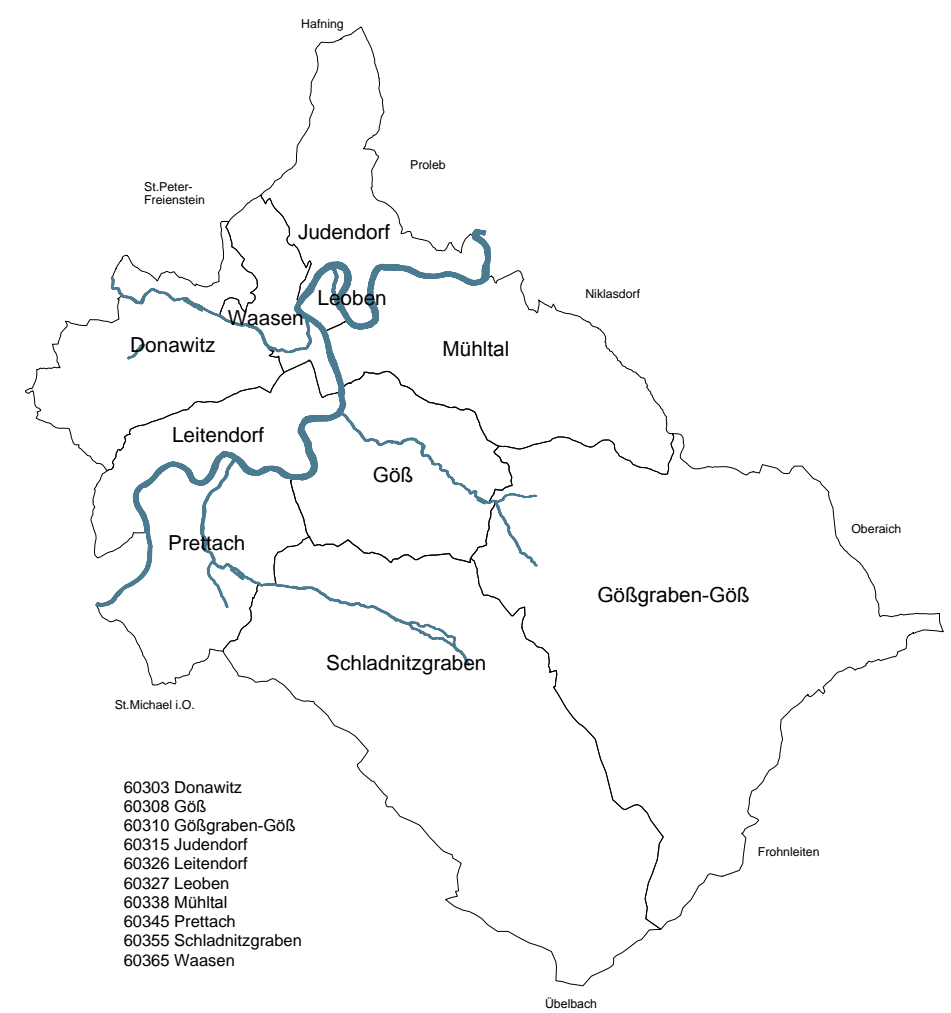 Hafning
Proleb
St.Peter-
Freienstein
Judendorf
Niklasdorf
Leoben
Waasen
Donawitz
Mühltal
Leitendorf
Göß
Oberaich
Prettach
Gößgraben-Göß
Schladnitzgraben
St.Michael i.O.
60303 Donawitz
60308 Göß
60310 Gößgraben-Göß
60315 Judendorf
60326 Leitendorf
60327 Leoben
60338 Mühltal
60345 Prettach
60355 Schladnitzgraben
60365 Waasen
Frohnleiten
Übelbach